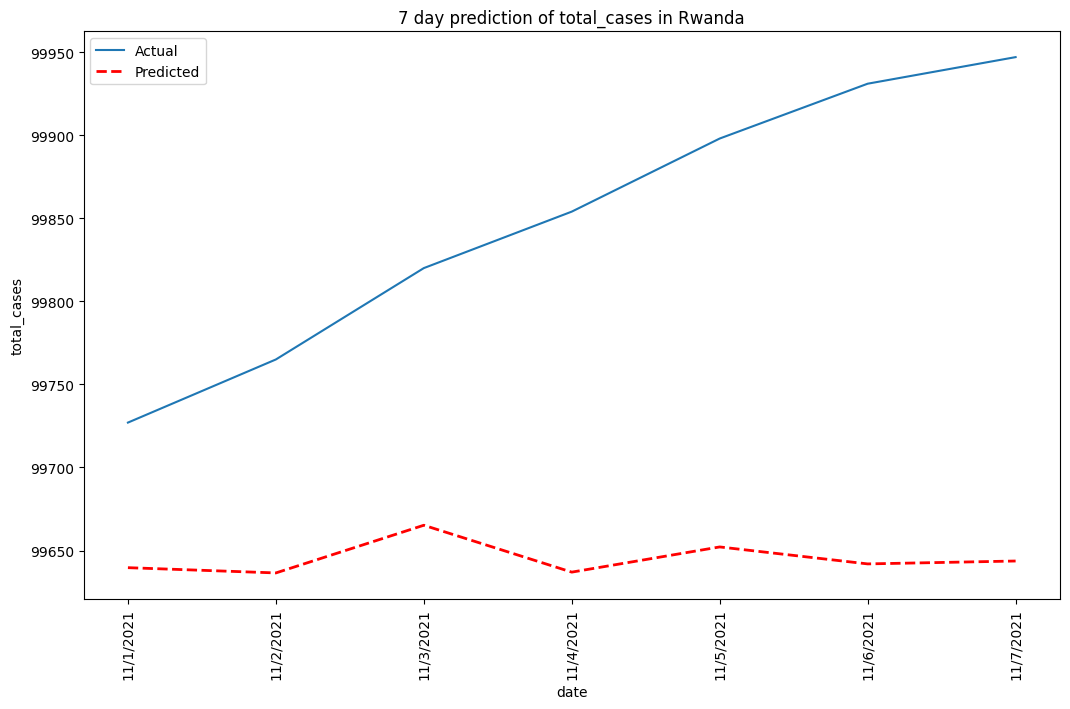 7 day prediction of total_cases in Rwanda
Actual
Predicted
99950
99900
99850
99800
99750
99700
99650
total_cases
11/1/2021
11/2/2021
11/3/2021
11/4/2021
11/5/2021
11/6/2021
11/7/2021
date